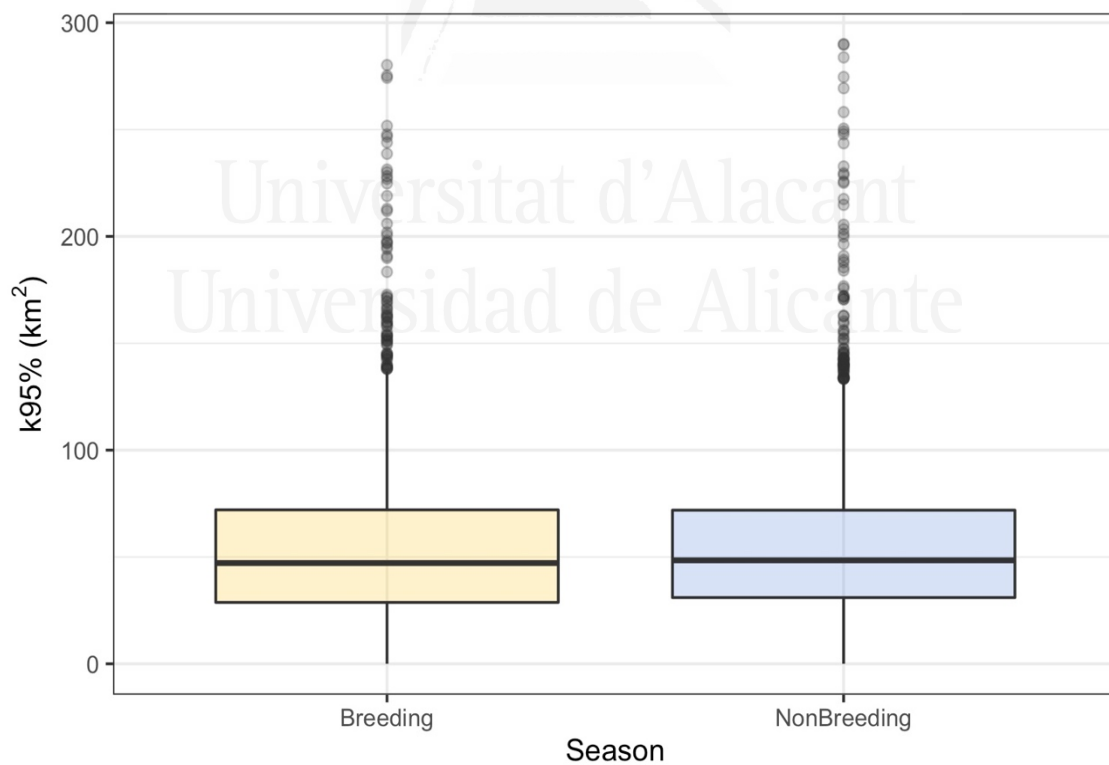 300
200
100
0
k95% (km²)
Universitat d'Alacant
Universidad de Alicante
Breeding
NonBreeding
Season